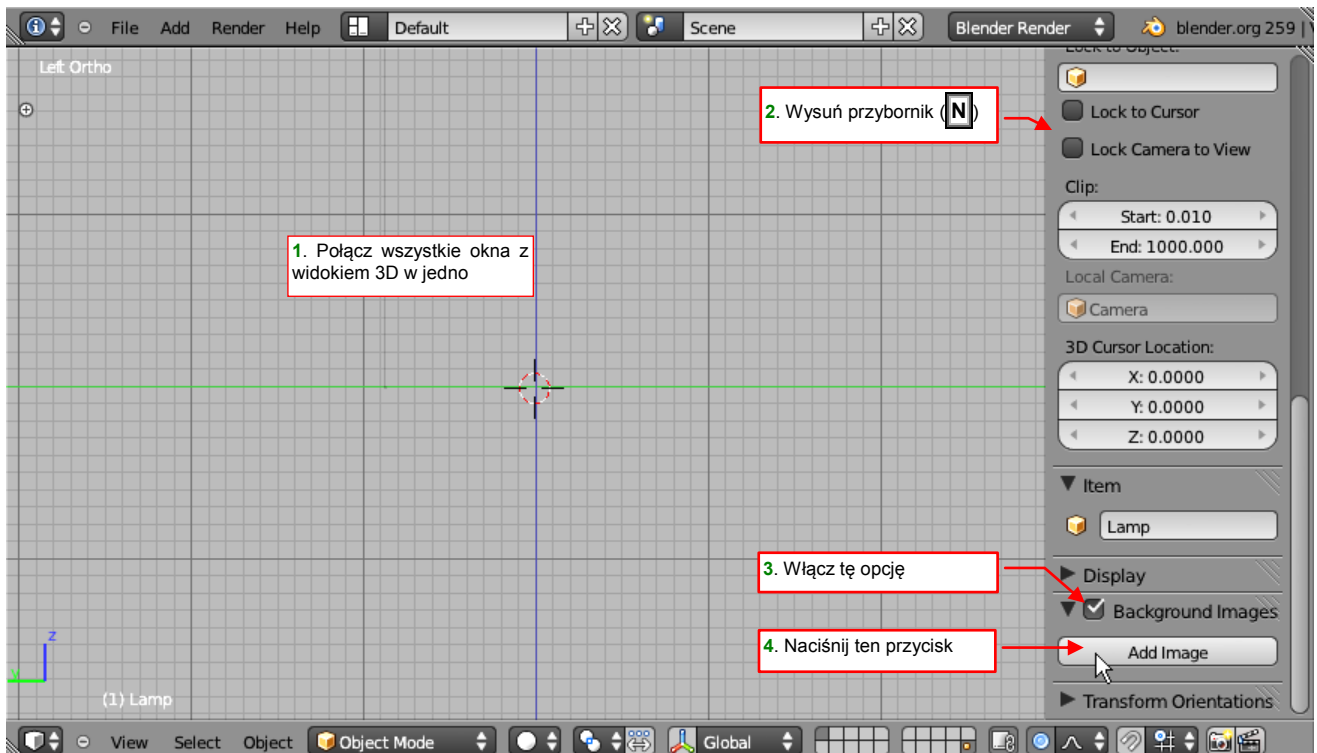 File Add Render Help Default Scene Blender Render blender.org 259
Left Ortho
Lock to Object:
2. Wysuń przybornik (N)
Lock to Cursor
Lock Camera to View
Clip:
Start: 0.010
End: 1000.000
1. Połącz wszystkie okna z
widokiem 3D w jedno
Local Camera:
Camera
3D Cursor Location:
X: 0.0000
Y: 0.0000
Z: 0.0000
Item
Lamp
3. Włącz tę opcję
Display
Background Images
4. Naciśnij ten przycisk
Add Image
z
y
(1) Lamp
Transform Orientations
View Select Object Object Mode Global